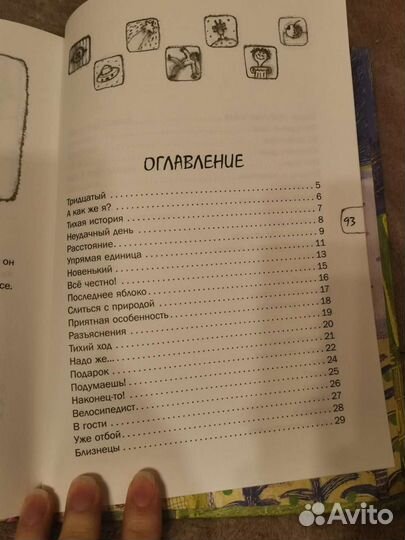 он
се.
ОГЛАВЛЕНИЕ
Тридцатый ........ 5
А как же я? ........ 6
Тихая история ........ 7
Неудачный день ........ 8
Расстояние ........ 9
Упрямая единица ........ 11
Новенький ........ 13
Всё честно! ........ 15
Последнее яблоко ........ 16
Слиться с природой ........ 17
Приятная особенность ........ 18
Разъяснения ........ 19
Тихий ход ........ 20
Надо же... ........ 21
Подарок ........ 22
Подумаешь! ........ 24
Наконец-то! ........ 25
Велосипедист ........ 26
В гости ........ 27
Уже отбой ........ 28
Близнецы ........ 29
93
Avito